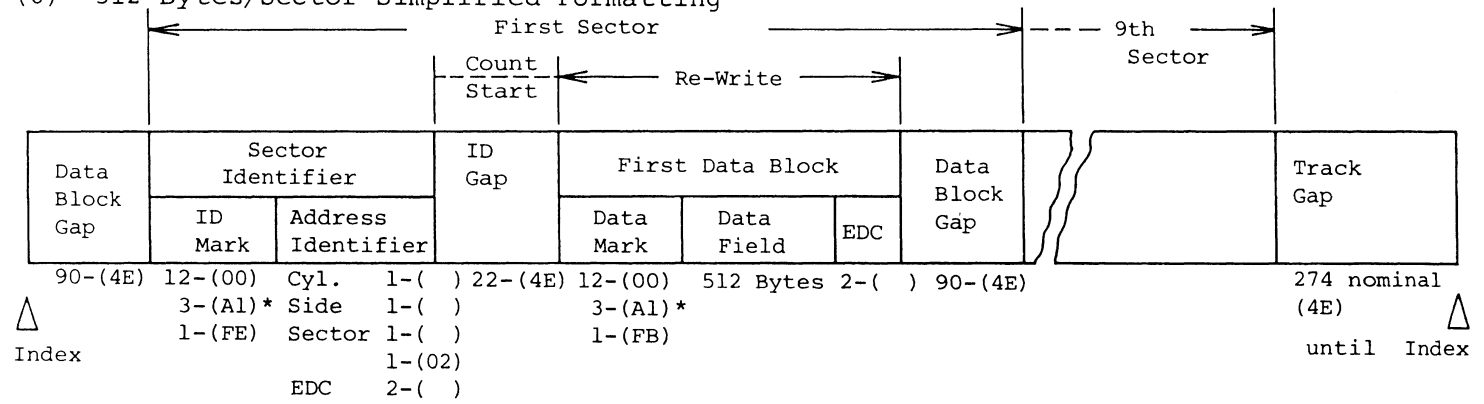 512 Bytes/Sector Simplified Formatting
First Sector
9th
Sector
Count
Start
Re-Write
Data
Block
Gap
Sector
Identifier
ID
Gap
First Data Block
Data
Block
Gap
Track
Gap
ID
Mark
Address
Identifier
Data
Mark
Data
Field
EDC
90-(4E) 12-(00) Cyl. 1-( ) 22-(4E) 12-(00) 512 Bytes 2-( ) 90-(4E) 274 nominal
3-(A1)* Side 1-( ) 3-(A1)* (4E)
1-(FE) Sector 1-( ) 1-(FB)
Index until Index
1-(02)
EDC 2-( )